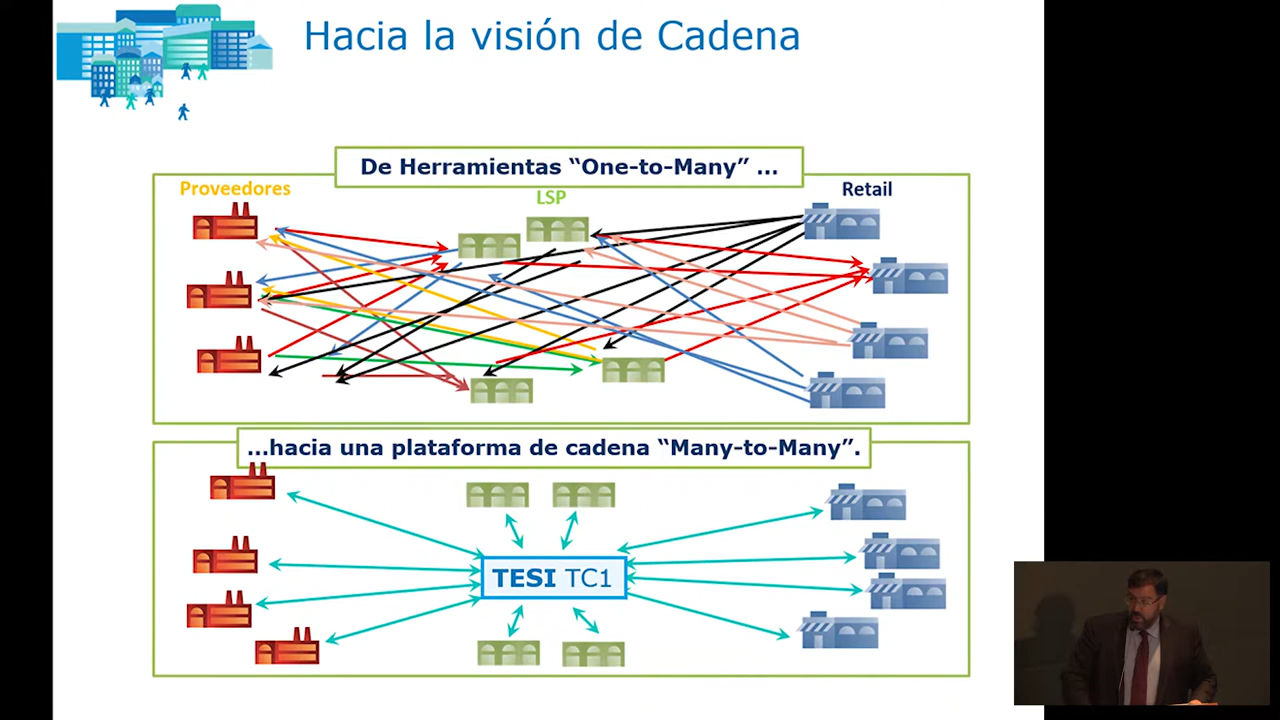 Hacia la visión de Cadena
De Herramientas “One-to-Many” ...
Proveedores
LSP
Retail
...hacia una plataforma de cadena “Many-to-Many”.
TESI TC1